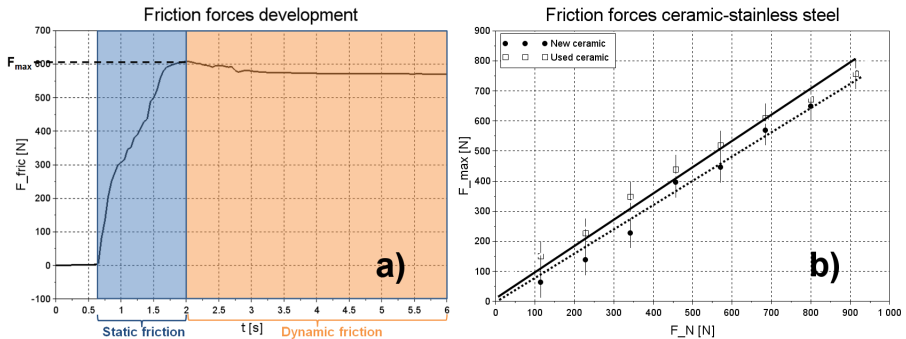 Friction forces development
700
600
500
400
300
200
100
0
-100
F_max
F_fric [N]
a)
0 0.5 1 1.5 2 2.5 3 3.5 4 4.5 5 5.5 6
t [s]
Static friction
Dynamic friction
Friction forces ceramic-stainless steel
900
800
700
600
500
400
300
200
100
0
F_max [N]
New ceramic
Used ceramic
b)
0 100 200 300 400 500 600 700 800 900 1 000
F_N [N]